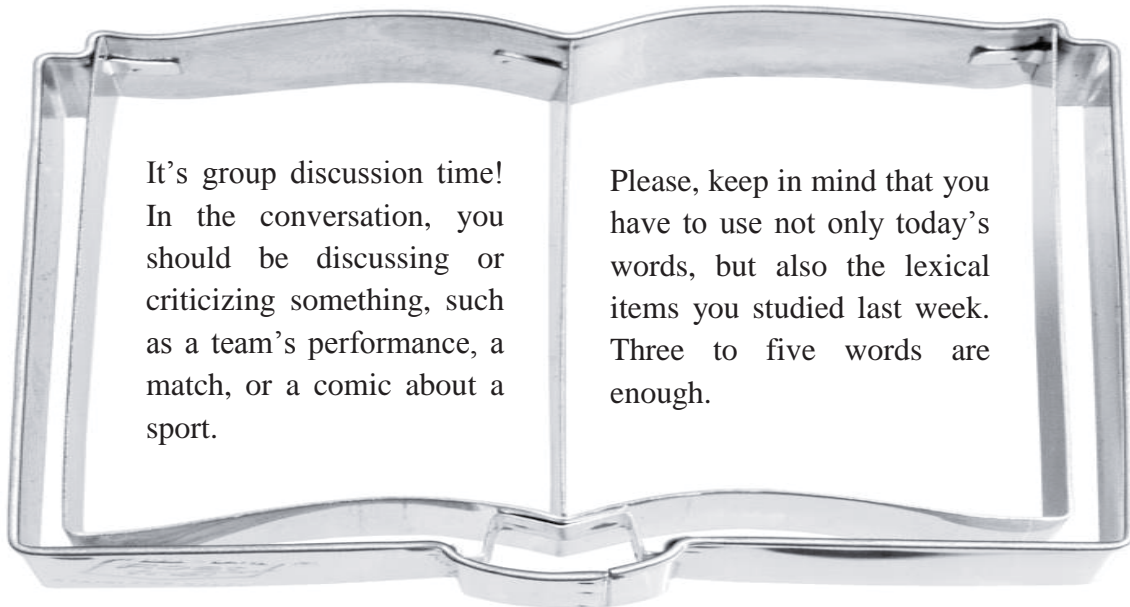 It’s group discussion time!
In the conversation, you
should be discussing or
criticizing something, such
as a team’s performance, a
match, or a comic about a
sport.
Please, keep in mind that you
have to use not only today’s
words, but also the lexical
items you studied last week.
Three to five words are
enough.